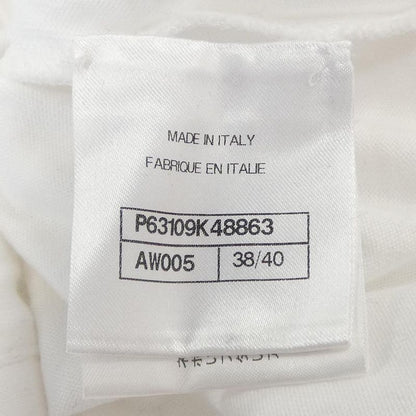 MADE IN ITALY
FABRIQUE EN ITALIE
P63109K48863
AW005 38/40